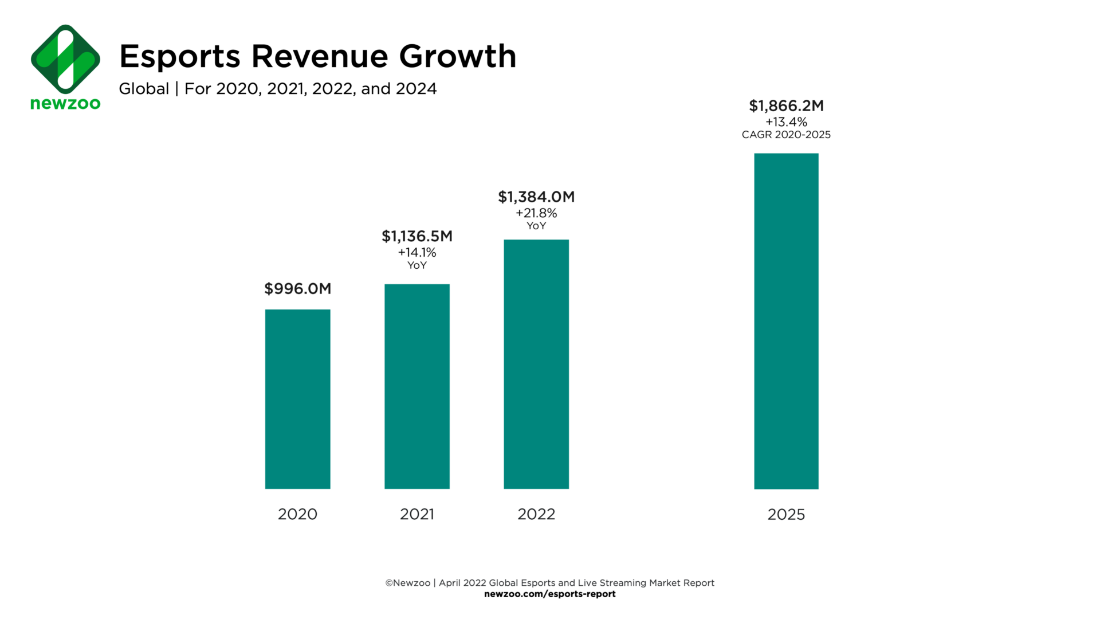 newzoo
Esports Revenue Growth
Global | For 2020, 2021, 2022, and 2024
$996.0M
$1,136.5M
+14.1%
YoY
$1,384.0M
+21.8%
YoY
$1,866.2M
+13.4%
CAGR 2020-2025
2020
2021
2022
2025
©Newzoo | April 2022 Global Esports and Live Streaming Market Report
newzoo.com/esports-report